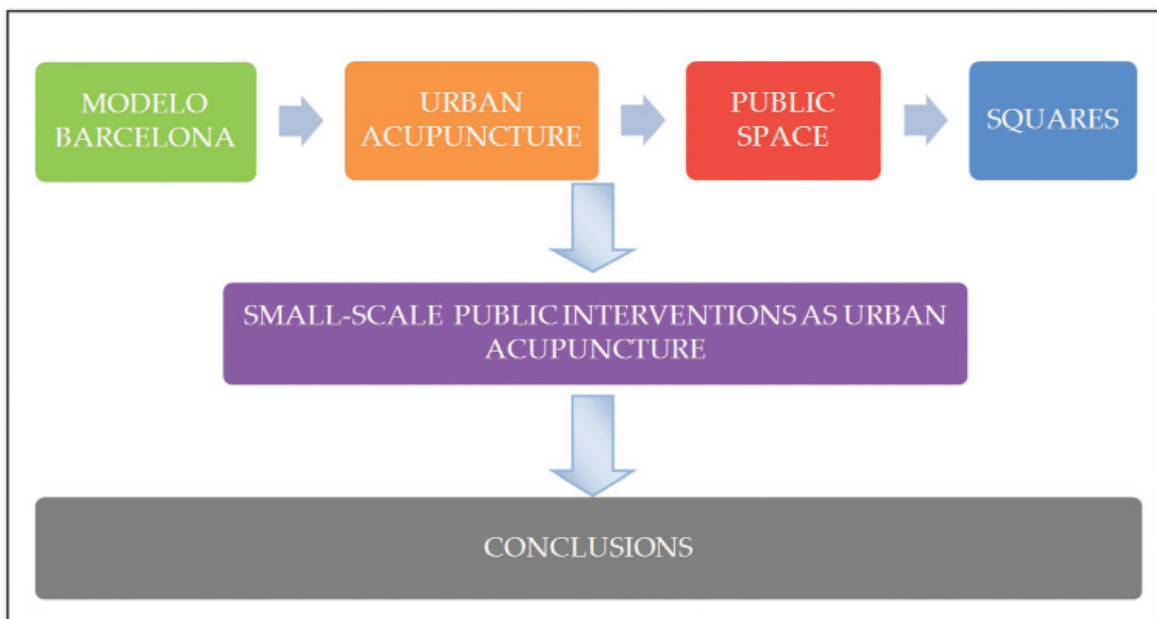 MODELO
BARCELONA
URBAN
ACUPUNCTURE
PUBLIC
SPACE
SQUARES
SMALL-SCALE PUBLIC INTERVENTIONS AS URBAN
ACUPUNCTURE
CONCLUSIONS